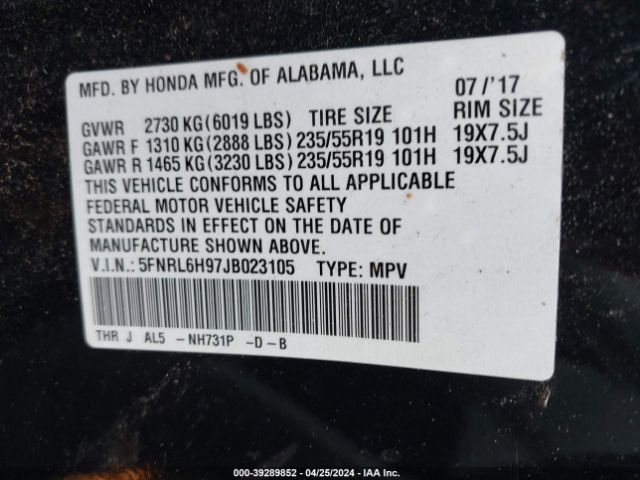 MFD. BY HONDA MFG. OF ALABAMA, LLC 07/'17
GVWR 2730 KG(6019 LBS) TIRE SIZE RIM SIZE
GAWR F 1310 KG(2888 LBS)235/55R19 101H 19X7.5J
GAWR R 1465 KG(3230 LBS)235/55R19 101H 19X7.5J
THIS VEHICLE CONFORMS TO ALL APPLICABLE
FEDERAL MOTOR VEHICLE SAFETY
STANDARDS IN EFFECT ON THE DATE OF
MANUFACTURE SHOWN ABOVE.
V.I.N.: 5FNRL6H97JB023105 TYPE: MPV
THR J AL5 -NH731P -D-B
000-39289852 - 04/25/2024 - IAA Inc.